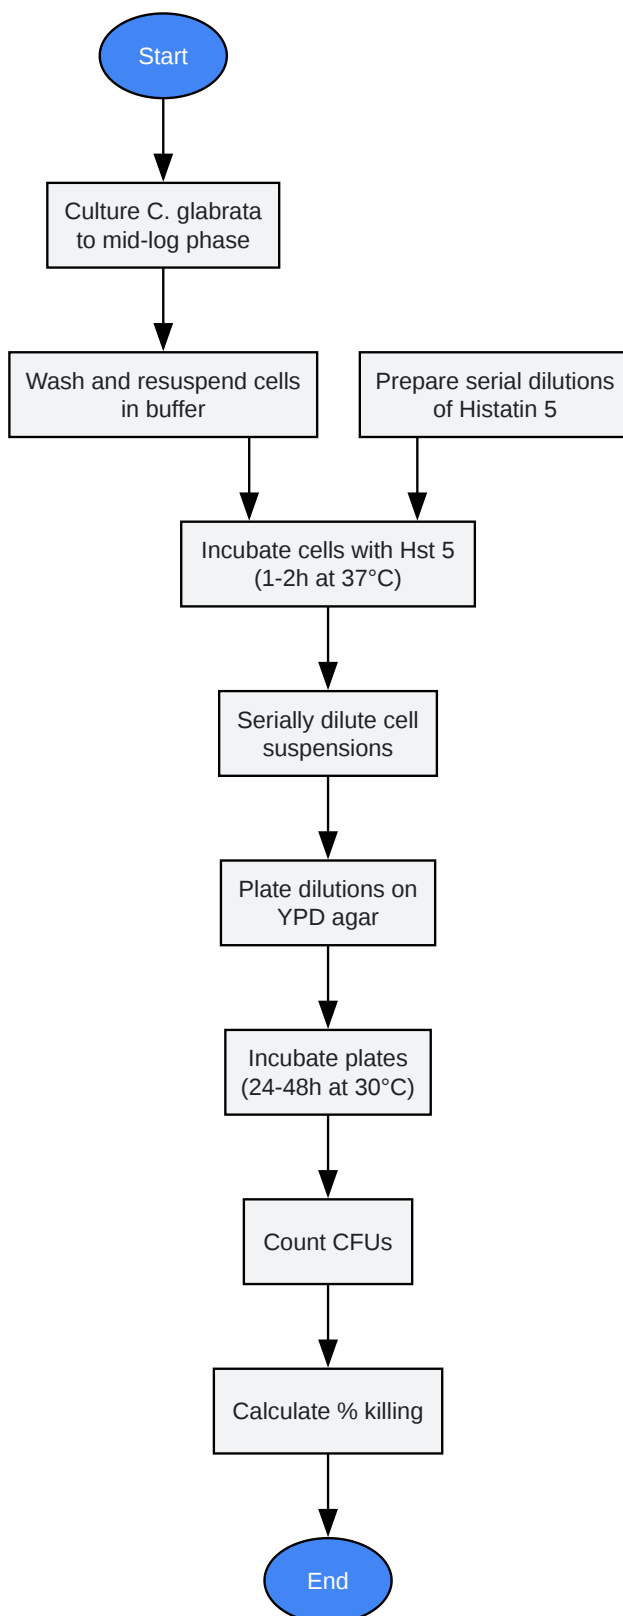 Start
Culture C. glabrata
to mid-log phase
Wash and resuspend cells
in buffer
Prepare serial dilutions
of Histatin 5
Incubate cells with Hst 5
(1-2h at 37°C)
Serially dilute cell
suspensions
Plate dilutions on
YPD agar
Incubate plates
(24-48h at 30°C)
Count CFUs
Calculate % killing
End